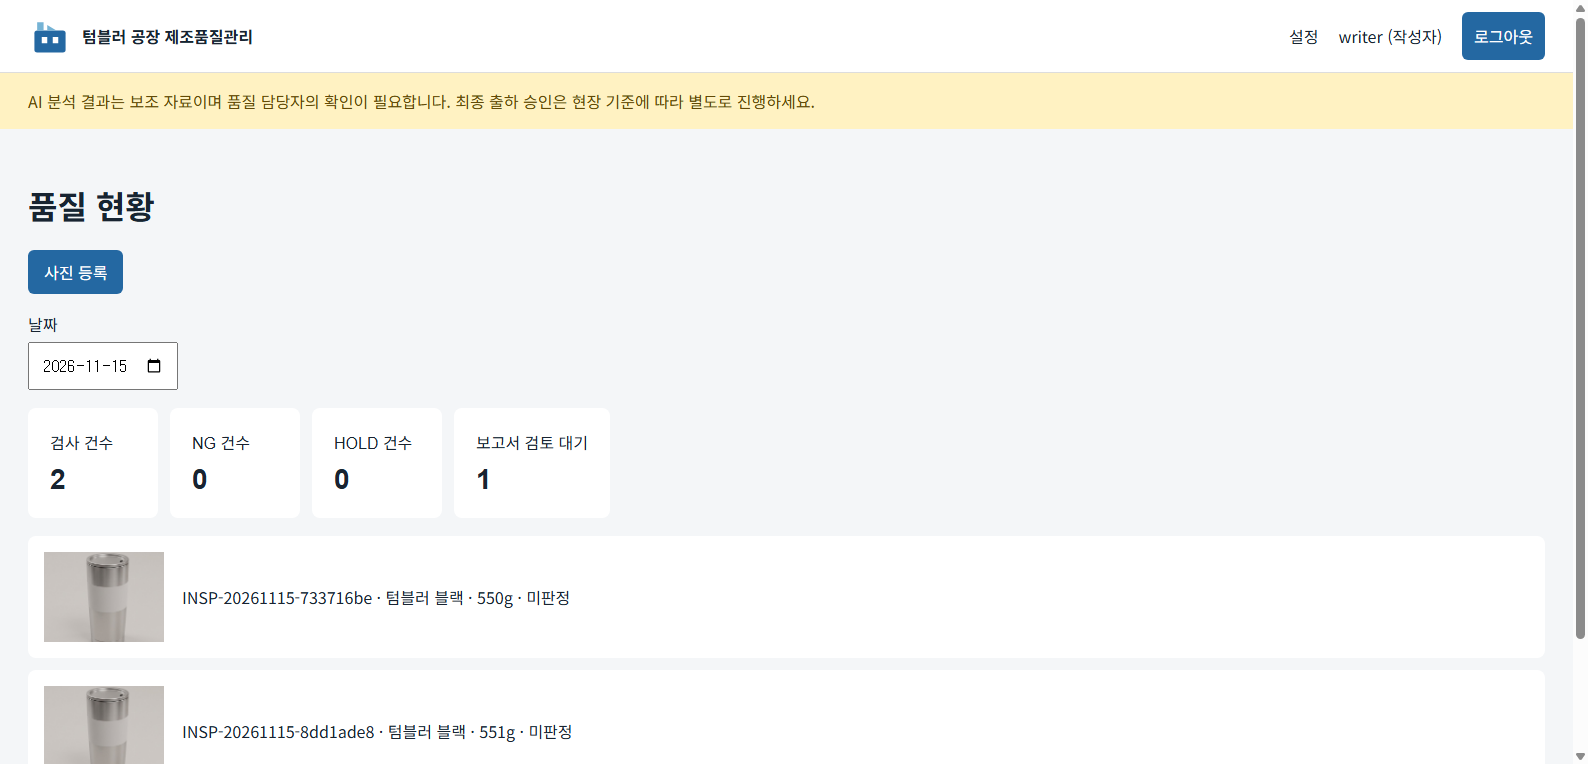 텀블러 공장 제조품질관리
설정 writer (작성자) 로그아웃
AI 분석 결과는 보조 자료이며 품질 담당자의 확인이 필요합니다. 최종 출하 승인은 현장 기준에 따라 별도로 진행하세요.
품질 현황
사진 등록
날짜
2026-11-15
검사 건수 NG 건수 HOLD 건수 보고서 검토 대기
2 0 0 1
INSP-20261115-733716be · 텀블러 블랙 · 550g · 미판정
INSP-20261115-8dd1ade8 · 텀블러 블랙 · 551g · 미판정